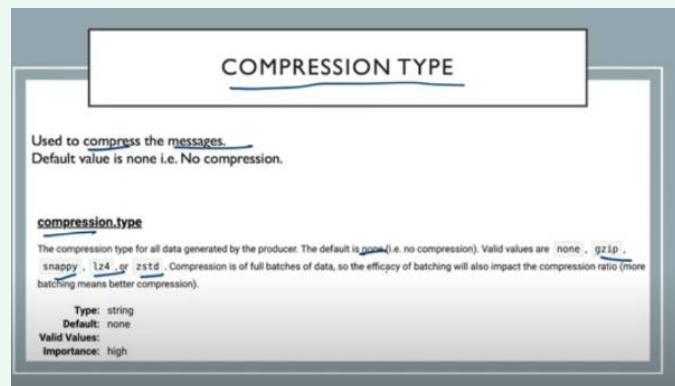 COMPRESSION TYPE
Used to compress the messages.
Default value is none i.e. No compression.
compression.type
The compression type for all data generated by the producer. The default is none (i.e. no compression). Valid values are none , gzip ,
snappy , lz4 , or zstd . Compression is of full batches of data, so the efficacy of batching will also impact the compression ratio (more
batching means better compression).
Type: string
Default: none
Valid Values:
Importance: high